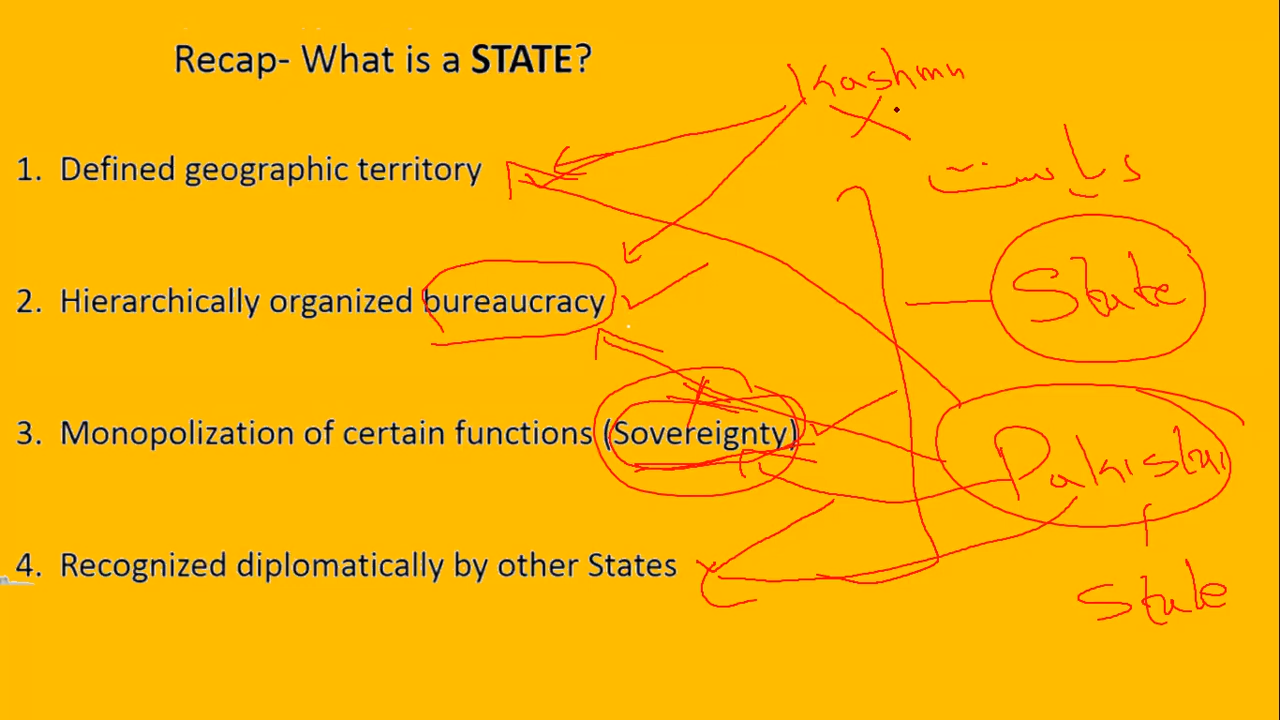 Recap- What is a STATE?
Kashmir
1. Defined geographic territory
ریاست
2. Hierarchically organized bureaucracy
State
3. Monopolization of certain functions (Sovereignty)
Pakistan
4. Recognized diplomatically by other States
State